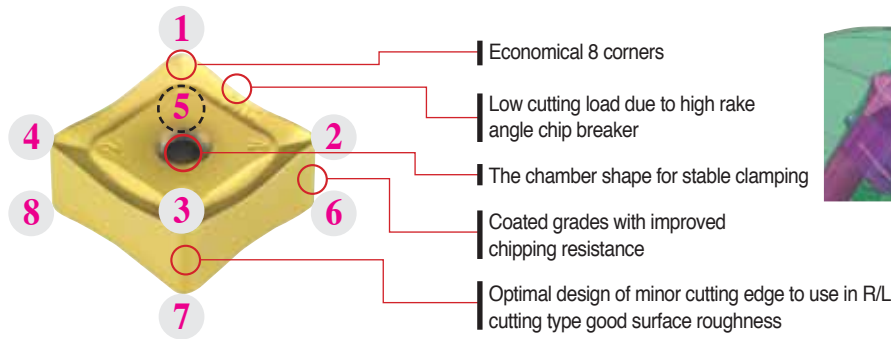 1
Economical 8 corners
5
Low cutting load due to high rake
angle chip breaker
4
2
The chamber shape for stable clamping
3
8
6
Coated grades with improved
chipping resistance
7
Optimal design of minor cutting edge to use in R/L
cutting type good surface roughness